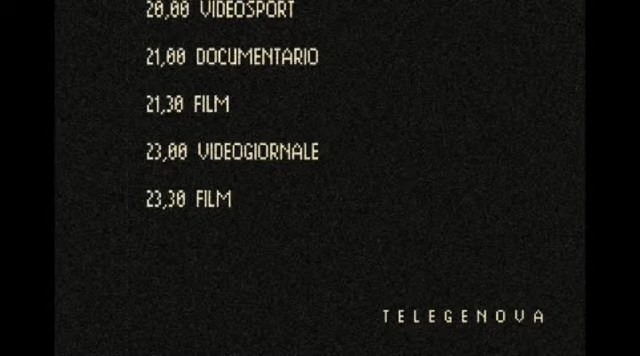 20,00 VIDEOSPORT
21,00 DOCUMENTARIO
21,30 FILM
23,00 VIDEOGIORNALE
23,30 FILM
TELEGENOVA